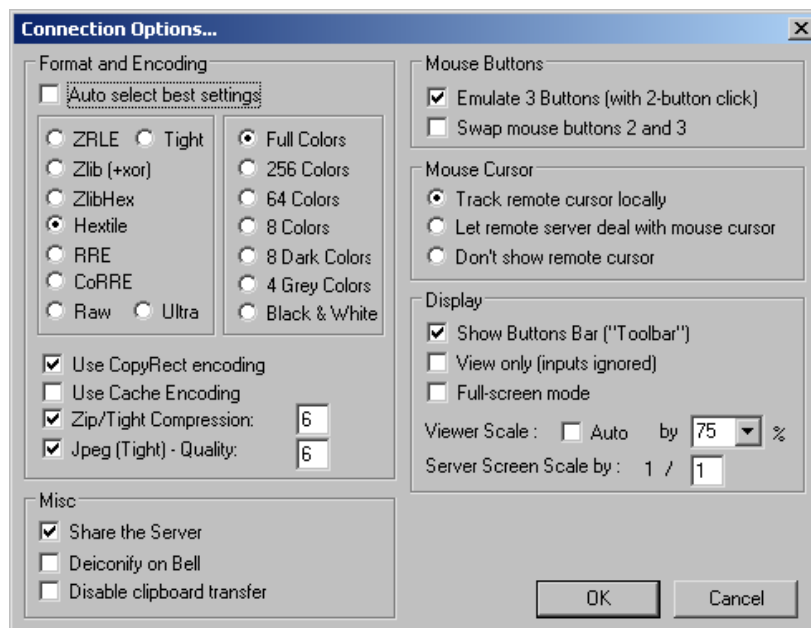 Connection Options...
Format and Encoding
Auto select best settings
ZRLE Tight
Zlib (+xor)
ZlibHex
Hextile
RRE
CoRRE
Raw Ultra
Full Colors
256 Colors
64 Colors
8 Colors
8 Dark Colors
4 Grey Colors
Black & White
Use CopyRect encoding
Use Cache Encoding
Zip/Tight Compression: 6
Jpeg (Tight) - Quality: 6
Misc
Share the Server
Deiconify on Bell
Disable clipboard transfer
Mouse Buttons
Emulate 3 Buttons (with 2-button click)
Swap mouse buttons 2 and 3
Mouse Cursor
Track remote cursor locally
Let remote server deal with mouse cursor
Don't show remote cursor
Display
Show Buttons Bar ("Toolbar")
View only (inputs ignored)
Full-screen mode
Viewer Scale : Auto by 75 %
Server Screen Scale by : 1 / 1
OK Cancel